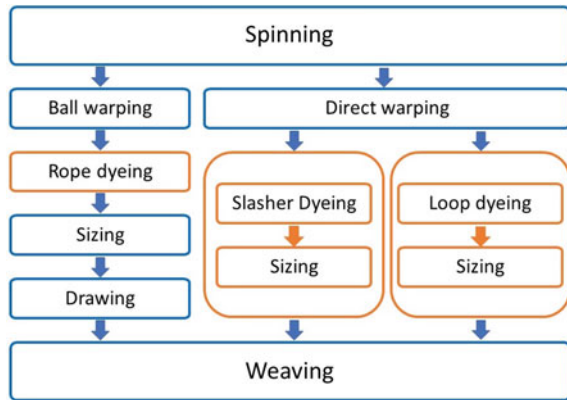 Spinning
Ball warping
Direct warping
Rope dyeing
Slasher Dyeing
Loop dyeing
Sizing
Sizing
Sizing
Drawing
Weaving